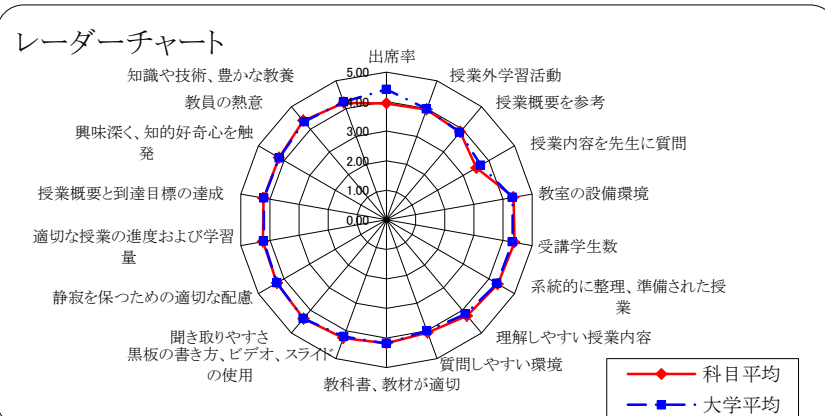 レーダーチャート
出席率
授業外学習活動
授業概要を参考
授業内容を先生に質問
教室の設備環境
受講学生数
系統的に整理、準備された授
業
理解しやすい授業内容
質問しやすい環境
教科書、教材が適切
黒板の書き方、ビデオ、スライド
の使用
聞き取りやすさ
静寂を保つための適切な配慮
適切な授業の進度および学習
量
授業概要と到達目標の達成
興味深く、知的好奇心を触
発
教員の熱意
知識や技術、豊かな教養
5.00
4.00
3.00
2.00
1.00
0.00
科目平均
大学平均